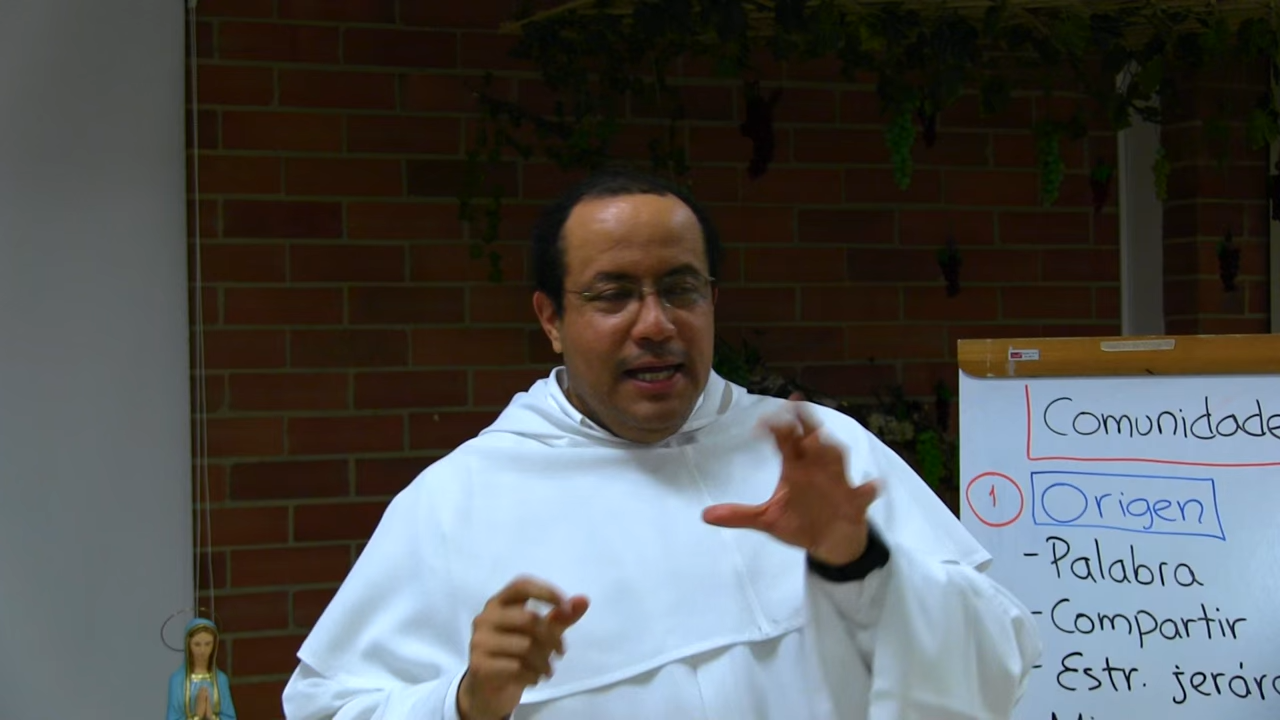 Comunidade
1 Origen
- Palabra
- Compartir
- Estr. jerár